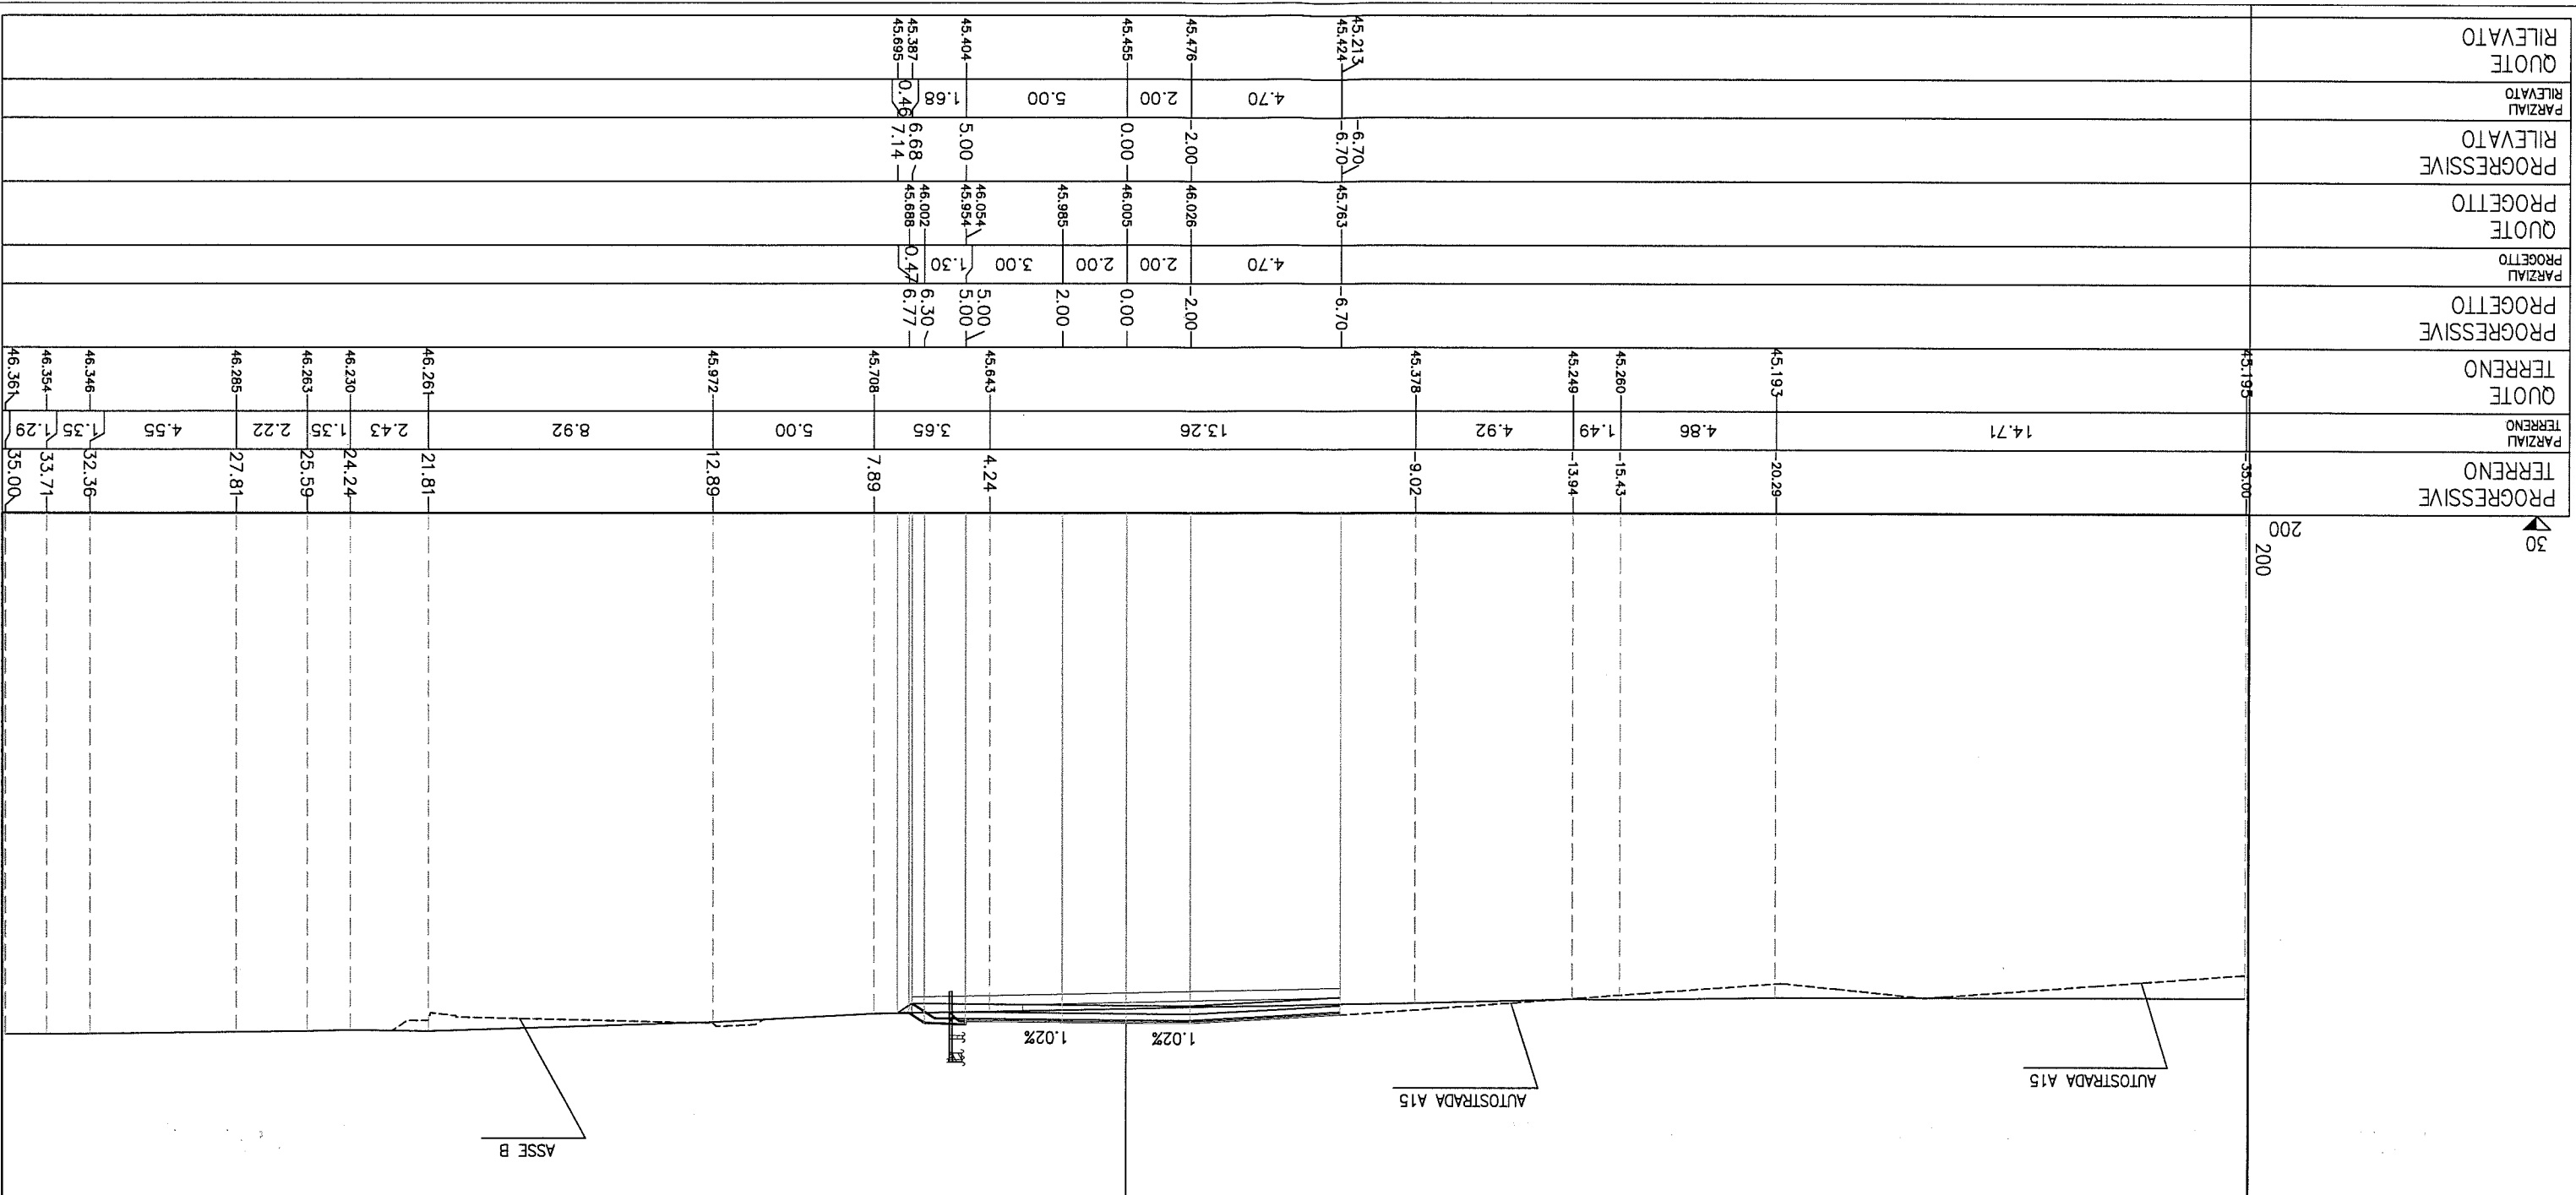 ASSE B
AUTOSTRADA A15
AUTOSTRADA A15
1.02% 1.02%
200
30 200
PROGRESSIVE
TERRENO
-35.00 -20.29 -15.43 -13.94 -9.02 4.24 7.89 12.89 21.81 24.24 25.59 27.81 32.36 33.71 35.00
PARZIALI
TERRENO
14.71 4.86 1.49 4.92 13.26 3.65 5.00 8.92 2.43 1.35 2.22 4.55 1.35 1.29
QUOTE
TERRENO
45.195 45.193 45.260 45.249 45.378 45.643 45.708 45.972 46.261 46.230 46.263 46.285 46.346 46.354 46.361
PROGRESSIVE
PROGETTO
-6.70 -2.00 0.00 2.00 5.00 5.00 6.30 6.77
PARZIALI
PROGETTO
4.70 2.00 2.00 3.00 1.30 0.47
QUOTE
PROGETTO
45.763 46.026 46.005 45.985 46.054 45.954 46.002 45.688
PROGRESSIVE
RILEVATO
-6.70 -6.70 -2.00 0.00 5.00 6.68 7.14
PARZIALI
RILEVATO
4.70 2.00 5.00 1.68 0.46
QUOTE
RILEVATO
45.213 45.424 45.476 45.455 45.404 45.387 45.695